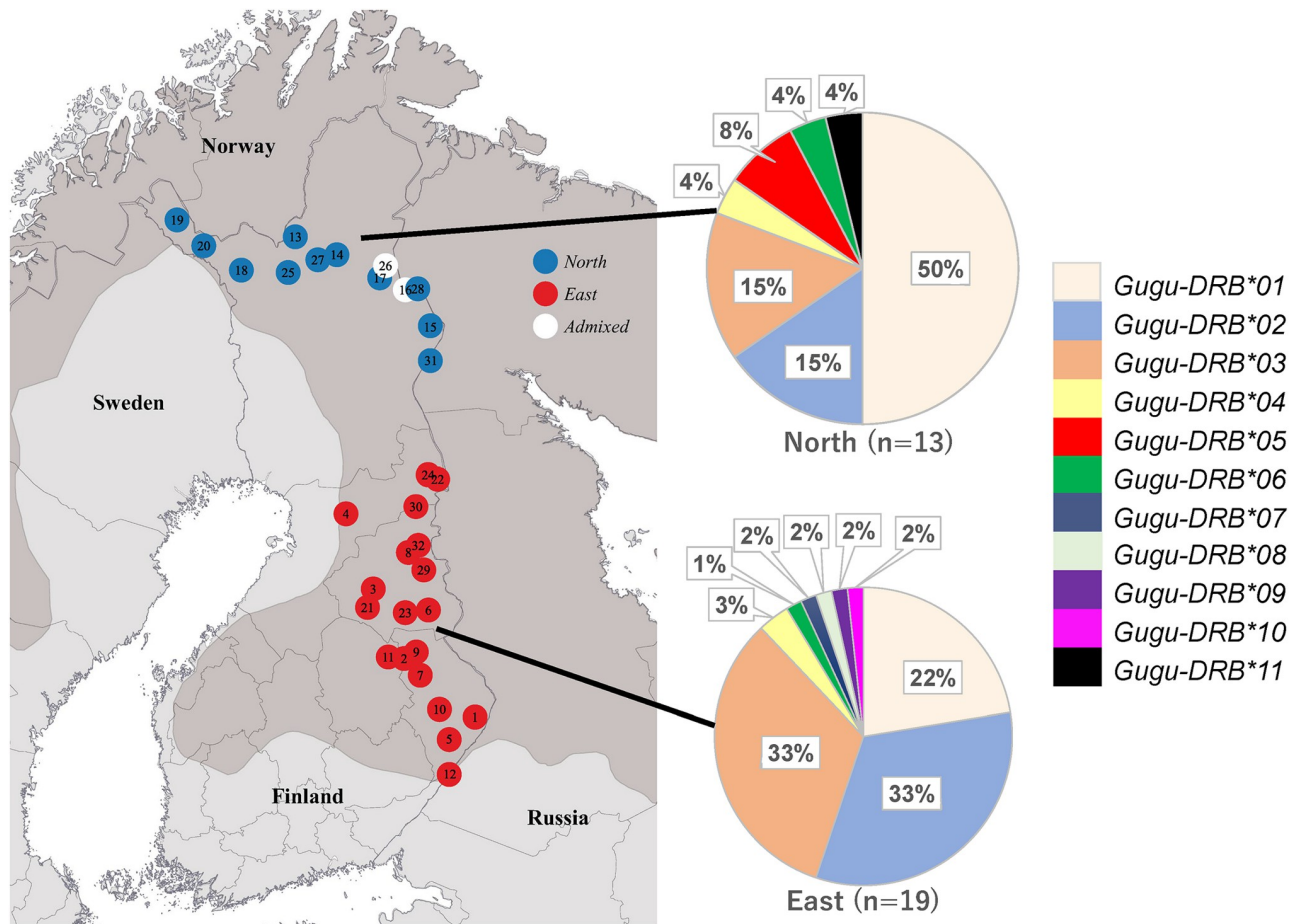 Norway
Sweden
Finland
Russia
19
20
18
13
25
27
14
26
17
16
28
15
31
24
22
30
4
32
8
29
3
21
23
6
11
2
9
7
10
1
5
12
North
East
Admixed
4%
4%
8%
4%
15%
15%
50%
North (n=13)
2%
2%
2%
2%
1%
3%
22%
33%
33%
East (n=19)
Gugu-DRB*01
Gugu-DRB*02
Gugu-DRB*03
Gugu-DRB*04
Gugu-DRB*05
Gugu-DRB*06
Gugu-DRB*07
Gugu-DRB*08
Gugu-DRB*09
Gugu-DRB*10
Gugu-DRB*11